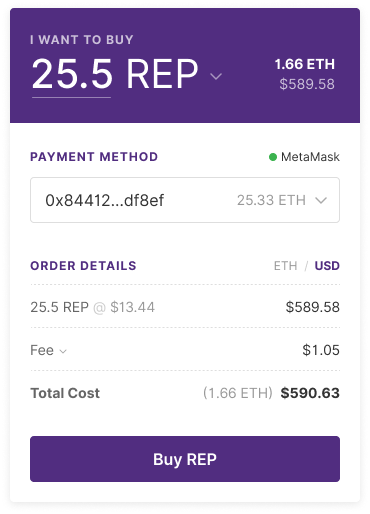 I WANT TO BUY
25.5 REP
1.66 ETH
$589.58
PAYMENT METHOD
MetaMask
0x84412...df8ef
25.33 ETH
ORDER DETAILS
ETH / USD
25.5 REP @ $13.44
$589.58
Fee
$1.05
Total Cost
(1.66 ETH) $590.63
Buy REP